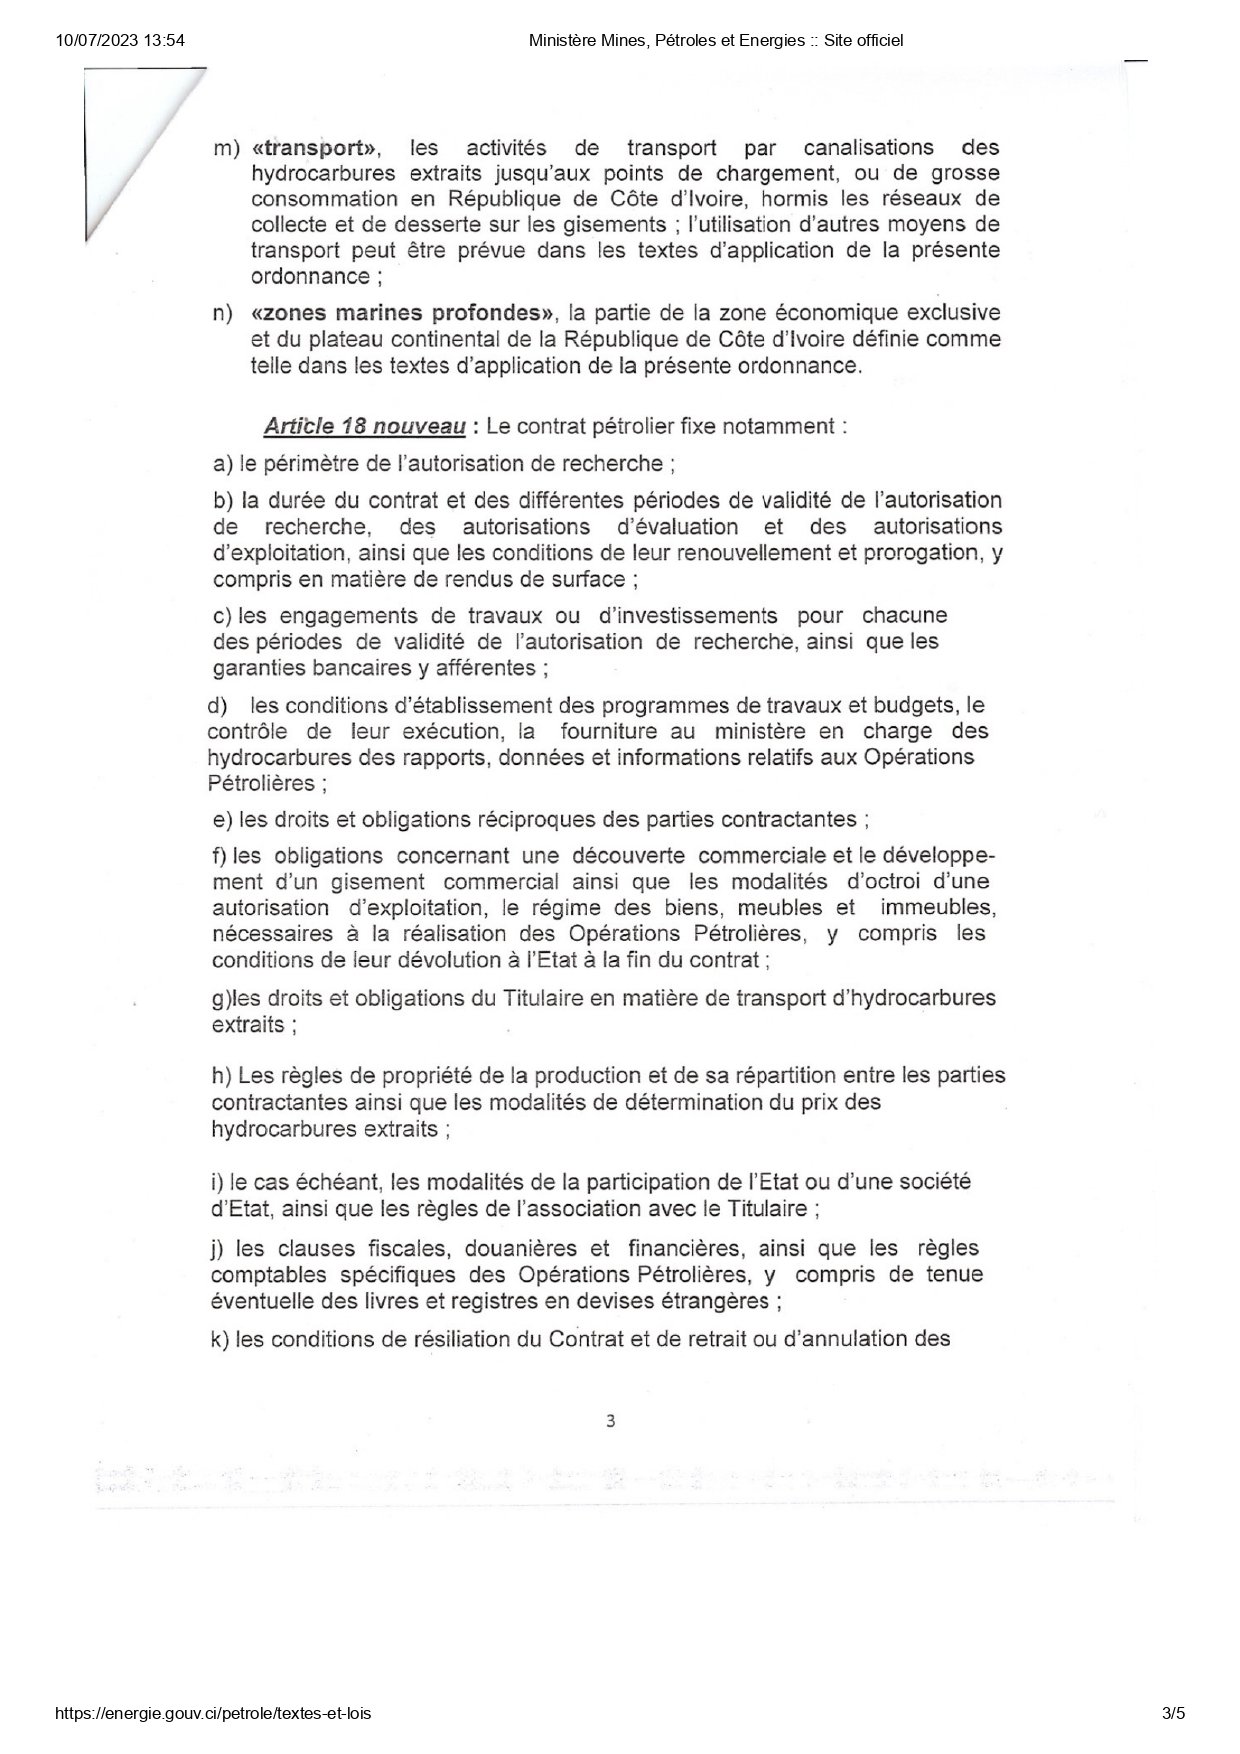 10/07/2023 13:54
Ministère Mines, Pétroles et Energies :: Site officiel
m) «transport», les activités de transport par canalisations des
hydrocarbures extraits jusqu'aux points de chargement, ou de grosse
consommation en République de Côte d'Ivoire, hormis les réseaux de
collecte et de desserte sur les gisements ; l'utilisation d'autres moyens de
transport peut être prévue dans les textes d'application de la présente
ordonnance ;
n) «zones marines profondes», la partie de la zone économique exclusive
et du plateau continental de la République de Côte d'Ivoire définie comme
telle dans les textes d'application de la présente ordonnance.
Article 18 nouveau : Le contrat pétrolier fixe notamment :
a) le périmètre de l'autorisation de recherche ;
b) la durée du contrat et des différentes périodes de validité de l'autorisation
de recherche, des autorisations d'évaluation et des autorisations
d'exploitation, ainsi que les conditions de leur renouvellement et prorogation, y
compris en matière de rendus de surface ;
c) les engagements de travaux ou d'investissements pour chacune
des périodes de validité de l'autorisation de recherche, ainsi que les
garanties bancaires y afférentes ;
d) les conditions d'établissement des programmes de travaux et budgets, le
contrôle de leur exécution, la fourniture au ministère en charge des
hydrocarbures des rapports, données et informations relatifs aux Opérations
Pétrolières ;
e) les droits et obligations réciproques des parties contractantes ;
f) les obligations concernant une découverte commerciale et le développe-
ment d'un gisement commercial ainsi que les modalités d'octroi d'une
autorisation d'exploitation, le régime des biens, meubles et immeubles,
nécessaires à la réalisation des Opérations Pétrolières, y compris les
conditions de leur dévolution à l'Etat à la fin du contrat ;
g)les droits et obligations du Titulaire en matière de transport d'hydrocarbures
extraits ;
h) Les règles de propriété de la production et de sa répartition entre les parties
contractantes ainsi que les modalités de détermination du prix des
hydrocarbures extraits ;
i) le cas échéant, les modalités de la participation de l'Etat ou d'une société
d'Etat, ainsi que les règles de l'association avec le Titulaire ;
j) les clauses fiscales, douanières et financières, ainsi que les règles
comptables spécifiques des Opérations Pétrolières, y compris de tenue
éventuelle des livres et registres en devises étrangères ;
k) les conditions de résiliation du Contrat et de retrait ou d'annulation des
3
https://energie.gouv.ci/petrole/textes-et-lois
3/5